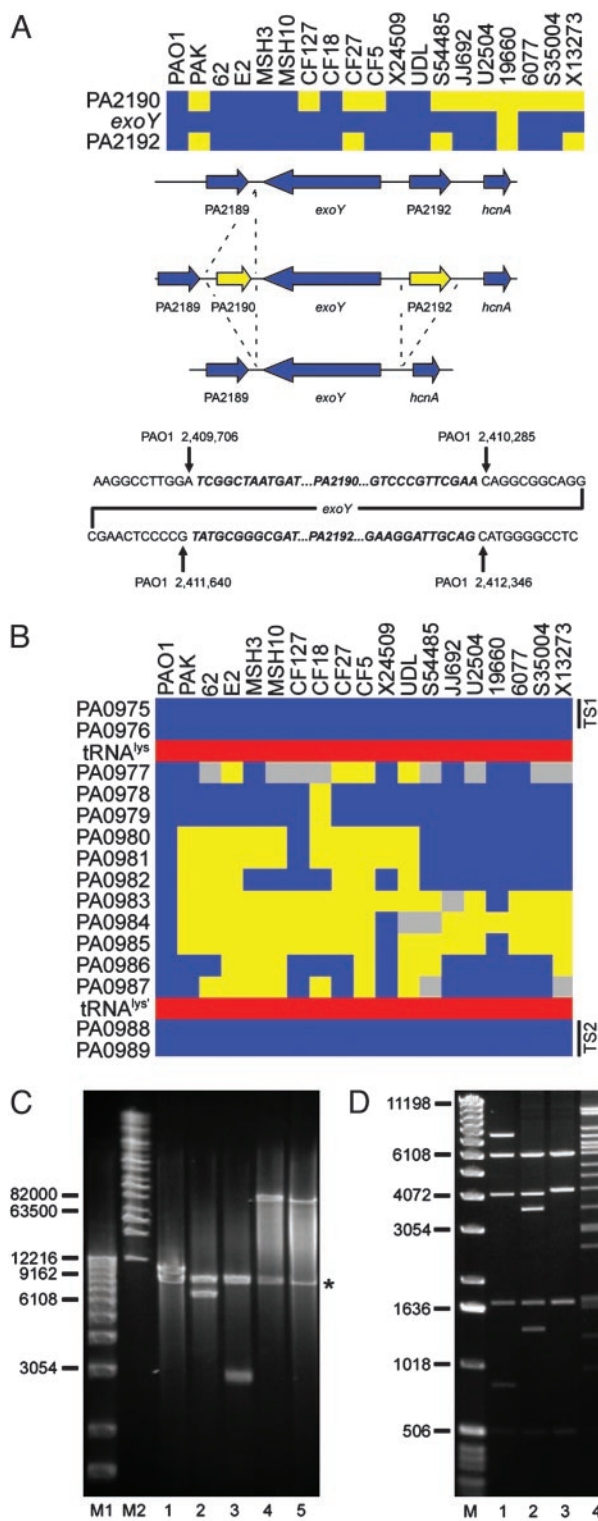 A
PAO1 PAK 62 E2 MSH3 MSH10 CF127 CF18 CF27 CF5 X24509 UDL S54485 JJ692 U2504 19660 6077 S35004 X13273
PA2190
exoY
PA2192
PA2189 exoY PA2192 hcnA
PA2189 PA2190 exoY PA2192 hcnA
PA2189 exoY hcnA
PAO1 2,409,706 PAO1 2,410,285
AAGGCCTTGGA TCGGCTAATGAT...PA2190...GTCCCGTTCGAA CAGGCGGCAGG
exoY
CGAACTCCCCG TATGCGGGCGAT...PA2192...GAAGGATTGCAG CATGGGGCCTC
PAO1 2,411,640 PAO1 2,412,346
B
PAO1 PAK 62 E2 MSH3 MSH10 CF127 CF18 CF27 CF5 X24509 UDL S54485 JJ692 U2504 19660 6077 S35004 X13273
PA0975
TS1
PA0976
tRNAlys
PA0977
PA0978
PA0979
PA0980
PA0981
PA0982
PA0983
PA0984
PA0985
PA0986
PA0987
tRNAlys'
PA0988
TS2
PA0989
C
82000
63500
12216
9162
*
6108
3054
M1 M2 1 2 3 4 5
D
11198
6108
4072
3054
1636
1018
506
M 1 2 3 4